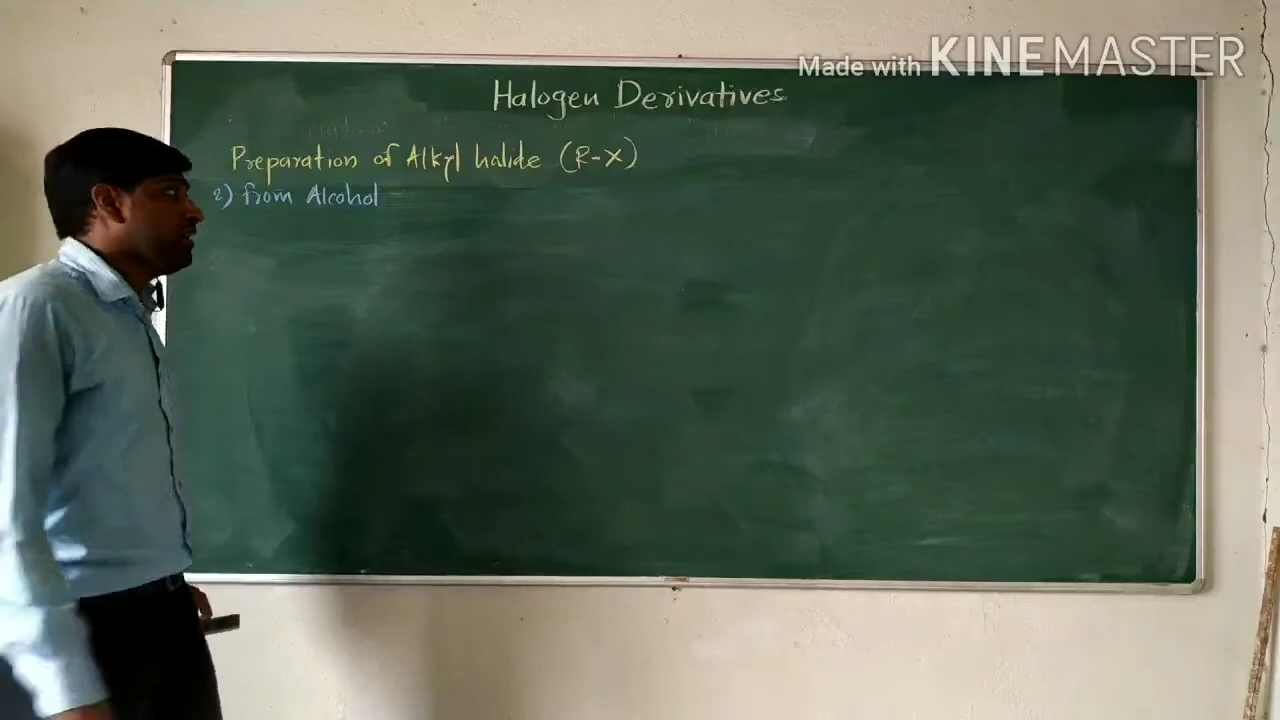 Made with KINEMASTER
Halogen Derivatives
Preparation of Alkyl halide (R-X)
2) from Alcohol